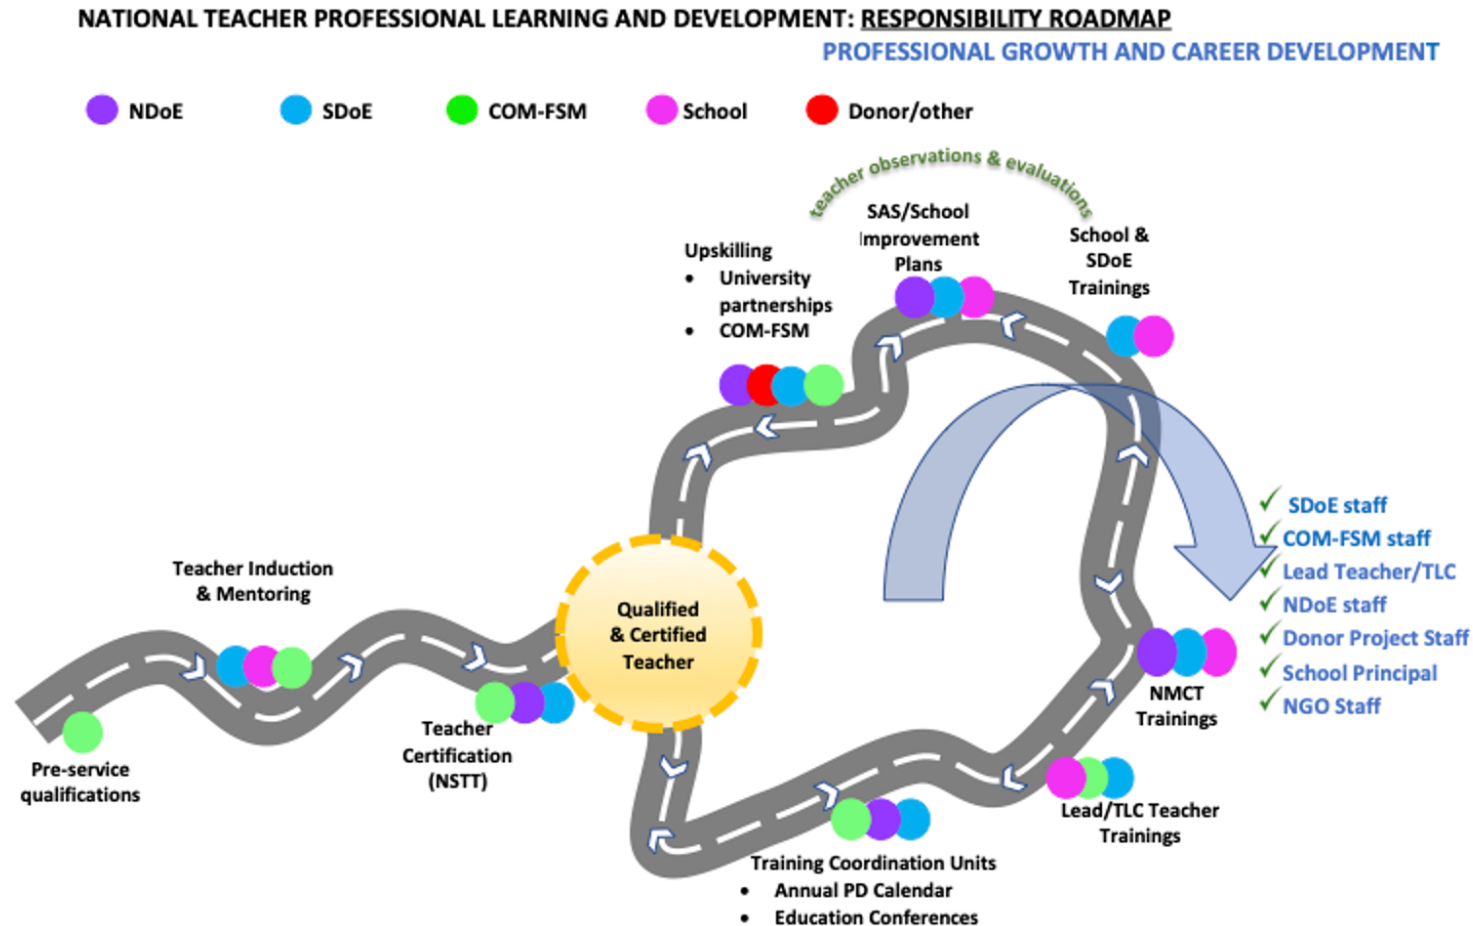 NATIONAL TEACHER PROFESSIONAL LEARNING AND DEVELOPMENT: RESPONSIBILITY ROADMAP
PROFESSIONAL GROWTH AND CAREER DEVELOPMENT
NDoE
SDoE
COM-FSM
School
Donor/other
teacher observations & evaluations
SAS/School
Improvement
Plans
School &
SDoE
Trainings
Upskilling
• University
partnerships
• COM-FSM
SDoE staff
COM-FSM staff
Lead Teacher/TLC
NDoE staff
Donor Project Staff
School Principal
NGO Staff
Teacher Induction
& Mentoring
Qualified
& Certified
Teacher
NMCT
Trainings
Teacher
Certification
(NSTT)
Pre-service
qualifications
Lead/TLC Teacher
Trainings
Training Coordination Units
• Annual PD Calendar
• Education Conferences